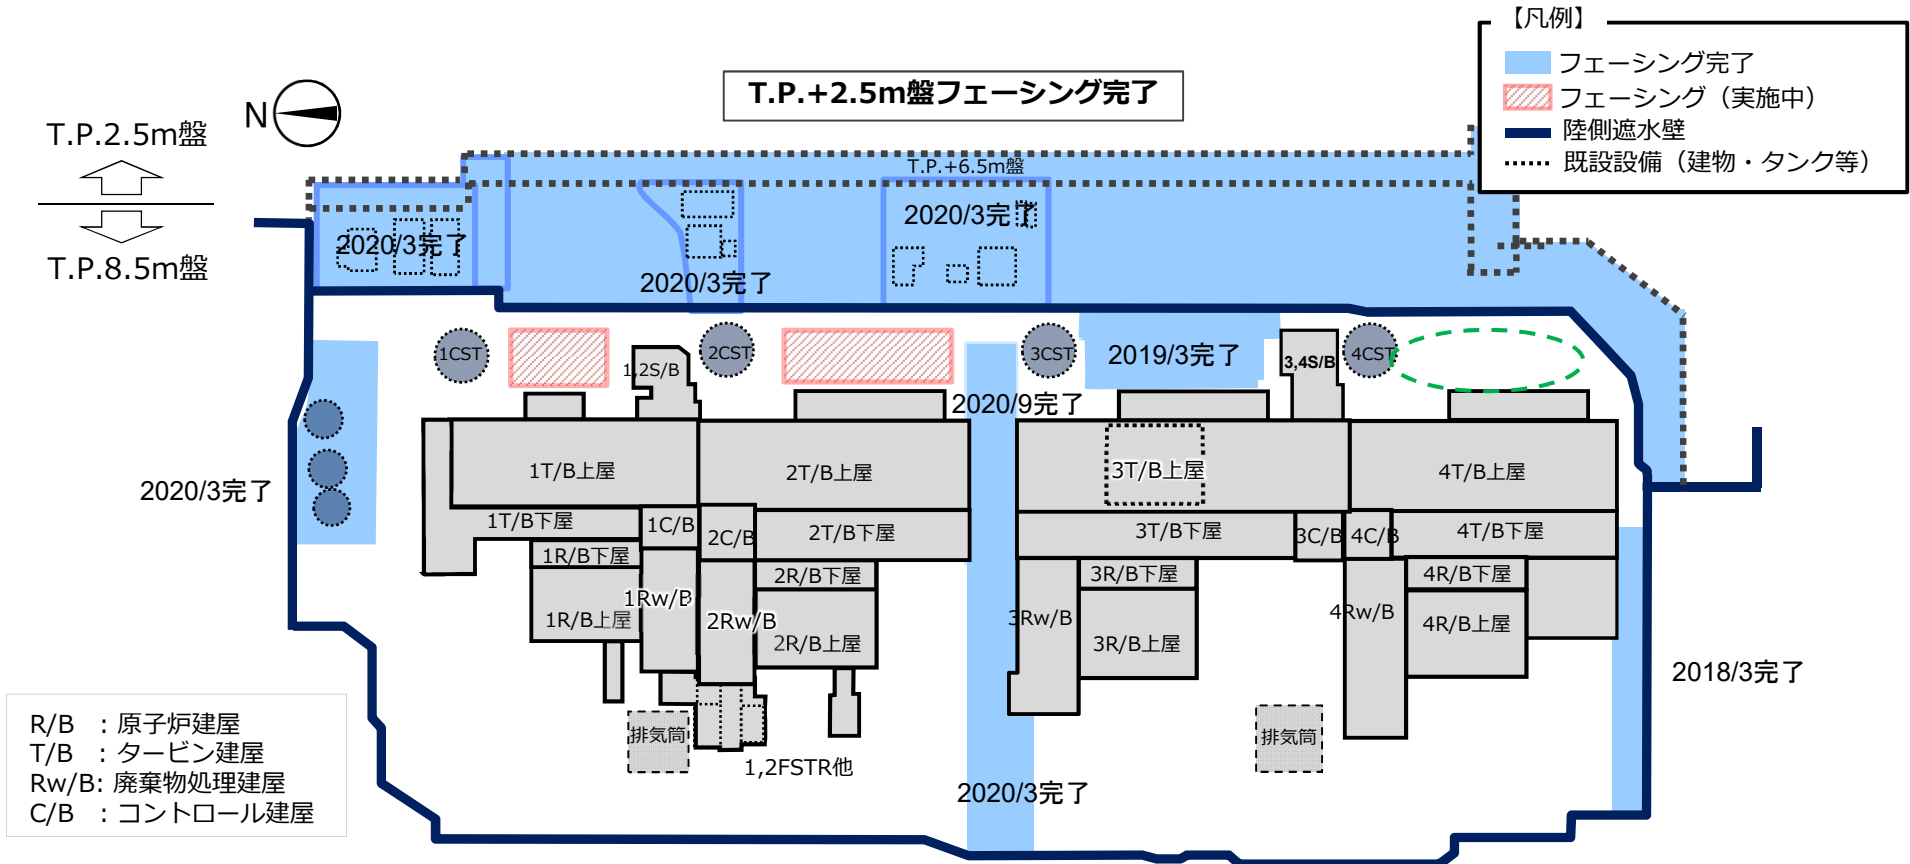 【凡例】
フェーシング完了
フェーシング（実施中）
陸側遮水壁
既設設備（建物・タンク等）
T.P.+2.5m盤フェーシング完了
N
T.P.2.5m盤
T.P.8.5m盤
T.P.+6.5m盤
2020/3完了
2020/3完了
2020/3完了
1CST
1,2S/B
2CST
3CST
2019/3完了
3,4S/B
4CST
2020/9完了
2020/3完了
1T/B上屋
2T/B上屋
3T/B上屋
4T/B上屋
1T/B下屋
1C/B
2C/B
2T/B下屋
3T/B下屋
3C/B
4C/B
4T/B下屋
1R/B下屋
2R/B下屋
3R/B下屋
4R/B下屋
1R/B上屋
1Rw/B
2Rw/B
2R/B上屋
3Rw/B
3R/B上屋
4Rw/B
4R/B上屋
2018/3完了
排気筒
排気筒
1,2FSTR他
2020/3完了
R/B ：原子炉建屋
T/B ：タービン建屋
Rw/B：廃棄物処理建屋
C/B ：コントロール建屋